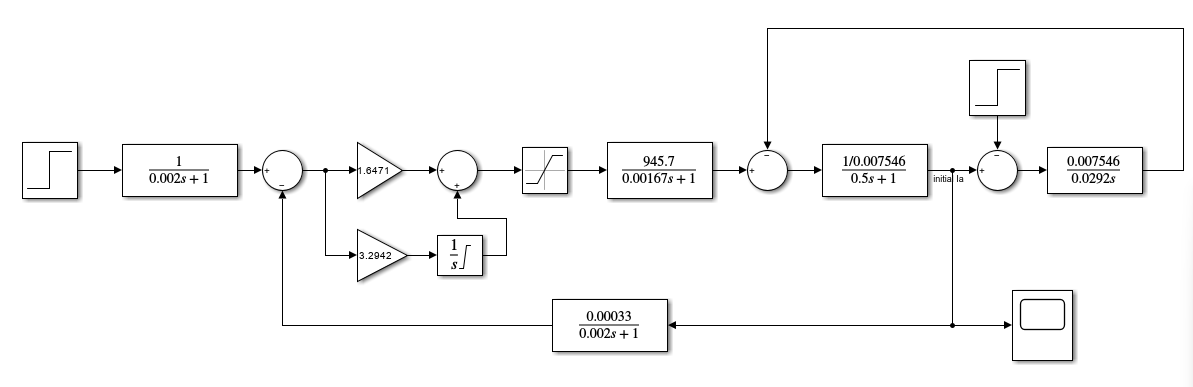 1
0.002s + 1
+
−
1.6471
3.2942
1
s
+
+
945.7
0.00167s + 1
−
+
1/0.007546
0.5s + 1
initial Ia
−
+
0.007546
0.0292s
0.00033
0.002s + 1